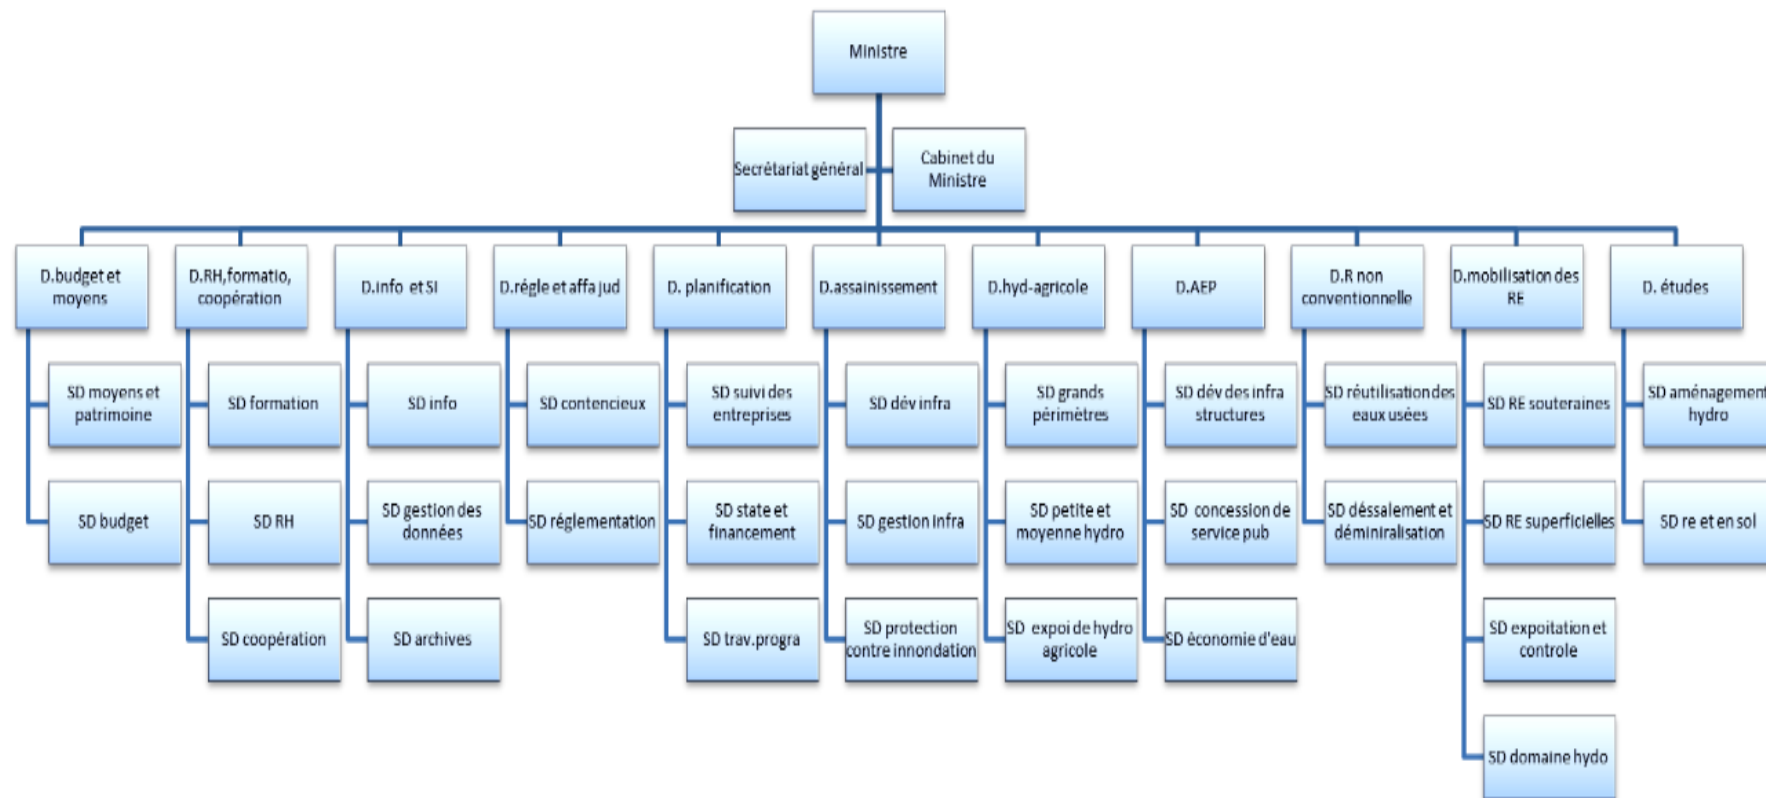 Ministre
Secrétariat général
Cabinet du
Ministre
D.budget et
moyens
D.RH,formatio,
coopération
D.info et SI
D.régle et affa jud
D. planification
D.assainissement
D.hyd-agricole
D.AEP
D.R non
conventionnelle
D.mobilisation des
RE
D. études
SD moyens et
patrimoine
SD formation
SD info
SD contencieux
SD suivi des
entreprises
SD dév infra
SD grands
périmètres
SD dév des infra
structures
SD réutilisation des
eaux usées
SD RE souteraines
SD aménagement
hydro
SD budget
SD RH
SD gestion des
données
SD réglementation
SD state et
financement
SD gestion infra
SD petite et
moyenne hydro
SD concession de
service pub
SD déssalement et
déminiralisation
SD RE superficielles
SD re et en sol
SD coopération
SD archives
SD trav.progra
SD protection
contre innondation
SD expoi de hydro
agricole
SD économie d'eau
SD expoitation et
controle
SD domaine hydo